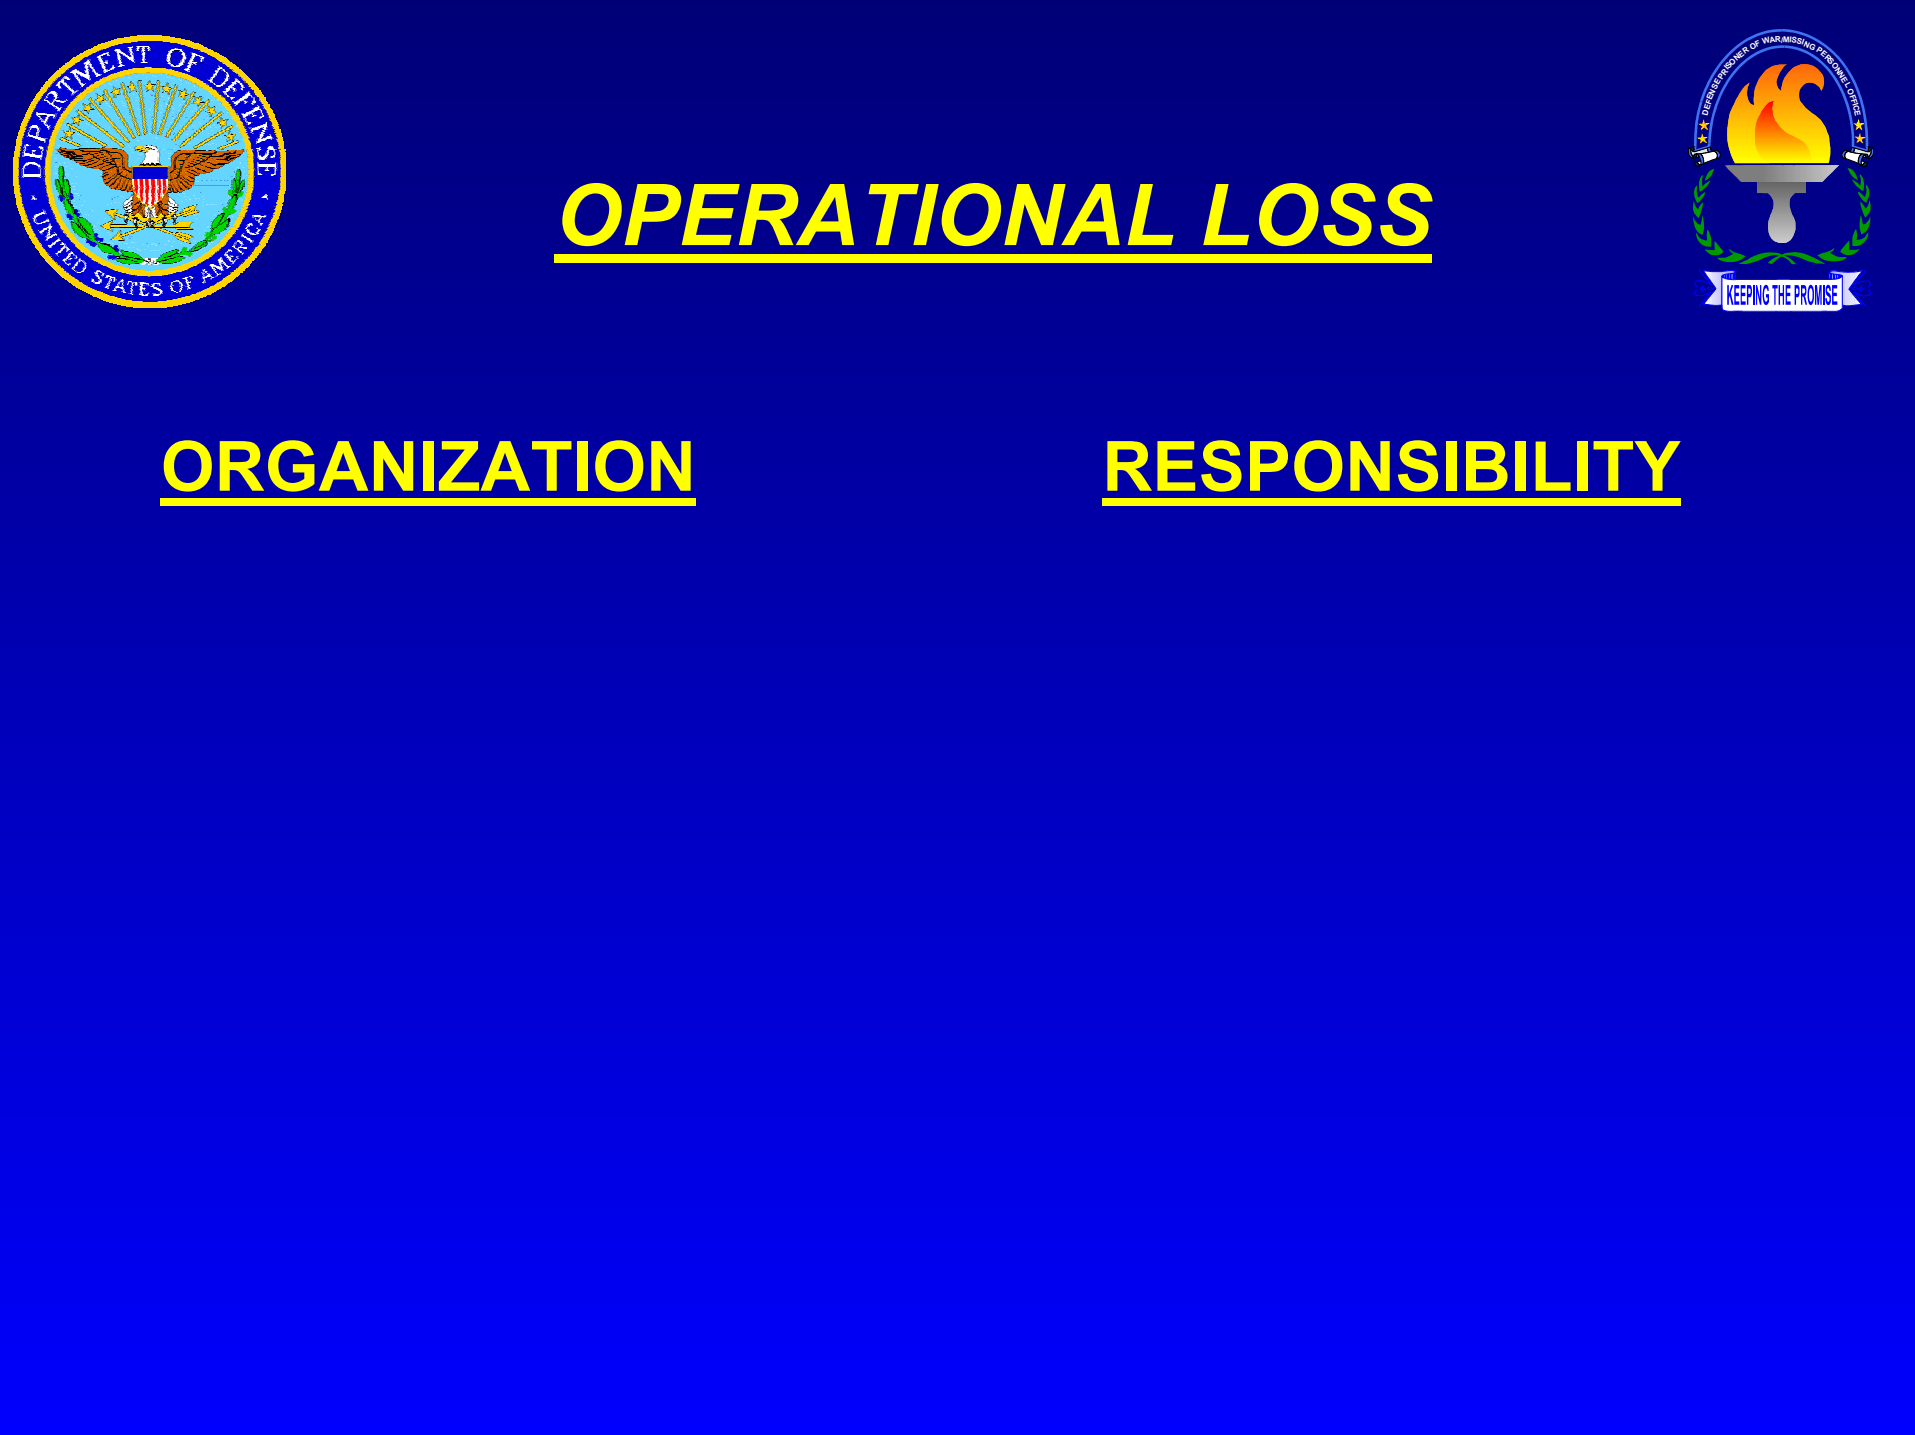 DEPARTMENT OF DEFENSE
UNITED STATES OF AMERICA
DEFENSE PRISONER OF WAR/MISSING PERSONNEL OFFICE
KEEPING THE PROMISE
OPERATIONAL LOSS
ORGANIZATION RESPONSIBILITY